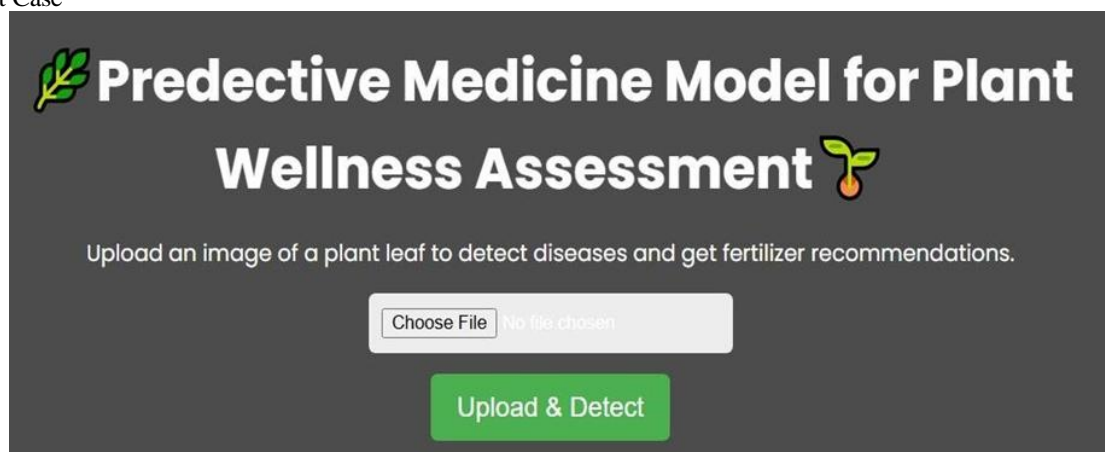 t Case
Predective Medicine Model for Plant
Wellness Assessment
Upload an image of a plant leaf to detect diseases and get fertilizer recommendations.
Choose File No file chosen
Upload & Detect